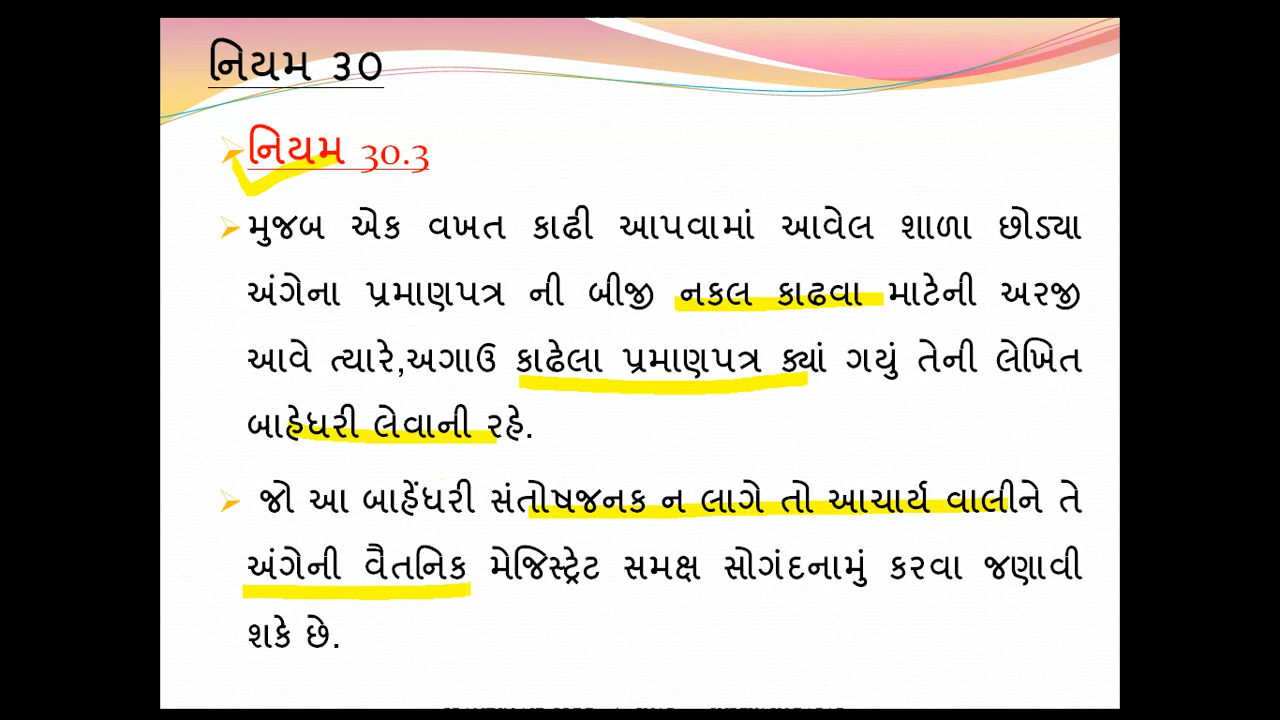 નિયમ ૩૦
નિયમ 30.3
મુજબ એક વખત કાઢી આપવામાં આવેલ શાળા છોડ્યા
અંગેના પ્રમાણપત્ર ની બીજી નકલ કાઢવા માટેની અરજી
આવે ત્યારે,અગાઉ કાઢેલા પ્રમાણપત્ર ક્યાં ગયું તેની લેખિત
બાહેધરી લેવાની રહે.
જો આ બાહેંધરી સંતોષજનક ન લાગે તો આચાર્ય વાલીને તે
અંગેની વૈતનિક મેજિસ્ટ્રેટ સમક્ષ સોગંદનામું કરવા જણાવી
શકે છે.